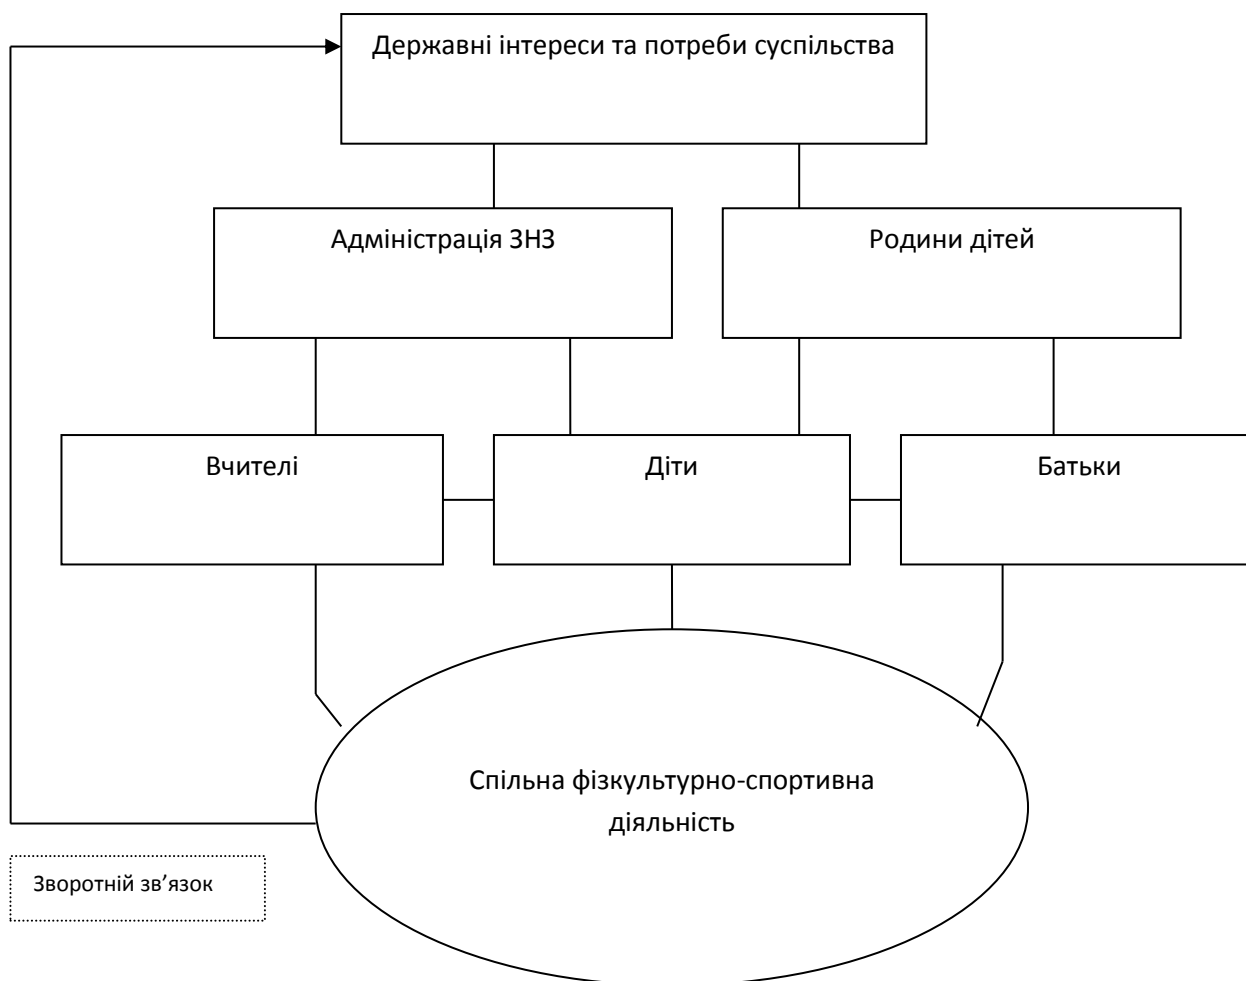 Державні інтереси та потреби суспільства
Адміністрація ЗНЗ
Родини дітей
Вчителі
Діти
Батьки
Спільна фізкультурно-спортивна
діяльність
Зворотній зв’язок